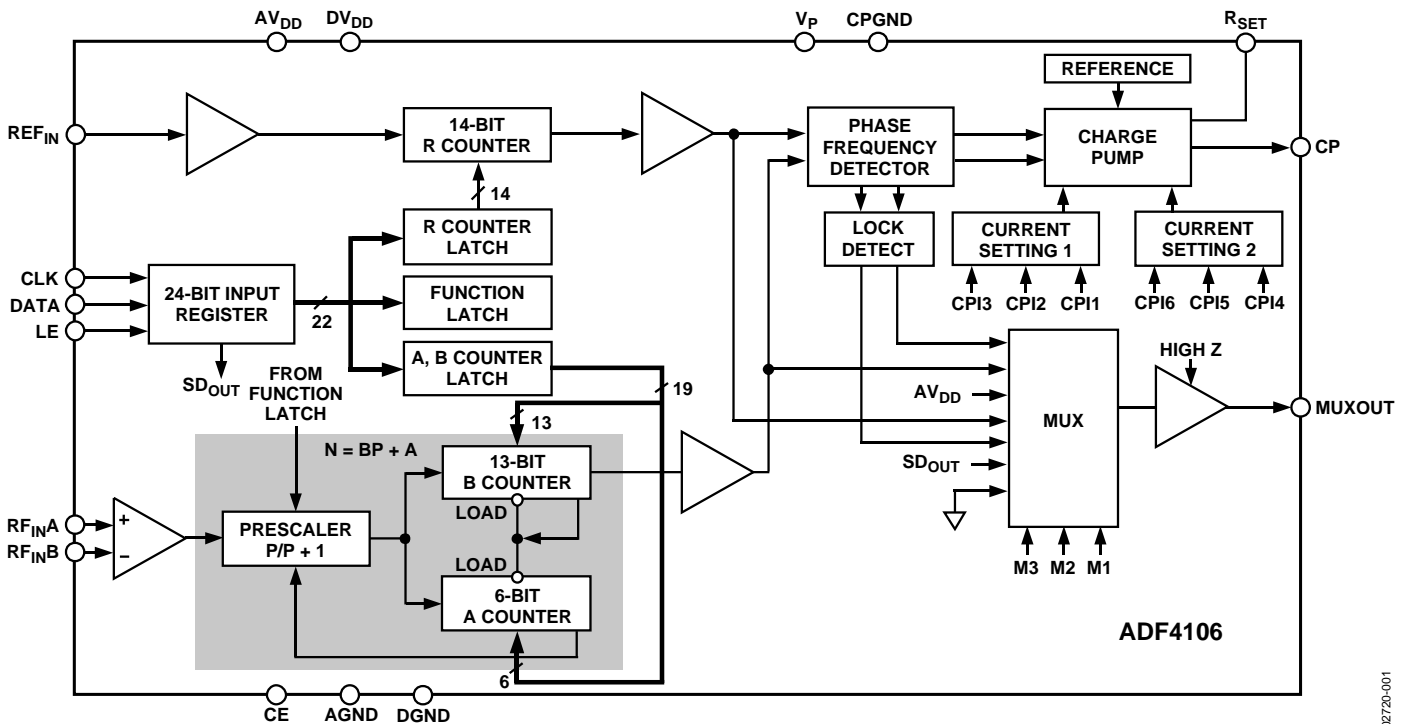 AVDD DVDD VP CPGND RSET
REFIN
14-BIT
R COUNTER
14
PHASE
FREQUENCY
DETECTOR
REFERENCE
CHARGE
PUMP
CP
CLK
DATA
LE
24-BIT INPUT
REGISTER
22
SDOUT
R COUNTER
LATCH
FUNCTION
LATCH
A, B COUNTER
LATCH
19
13
LOCK
DETECT
CURRENT
SETTING 1
CPI3 CPI2 CPI1
CURRENT
SETTING 2
CPI6 CPI5 CPI4
FROM
FUNCTION
LATCH
N = BP + A
13-BIT
B COUNTER
LOAD
RFINA
RFINB
+
–
PRESCALER
P/P + 1
LOAD
6-BIT
A COUNTER
6
AVDD
SDOUT
MUX
M3 M2 M1
HIGH Z
MUXOUT
ADF4106
CE AGND DGND
02720-001